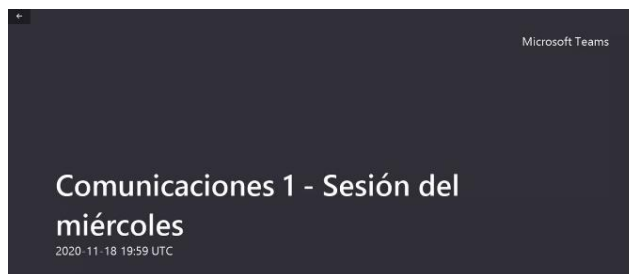 Microsoft Teams
Comunicaciones 1 - Sesión del
miércoles
2020-11-18 19:59 UTC